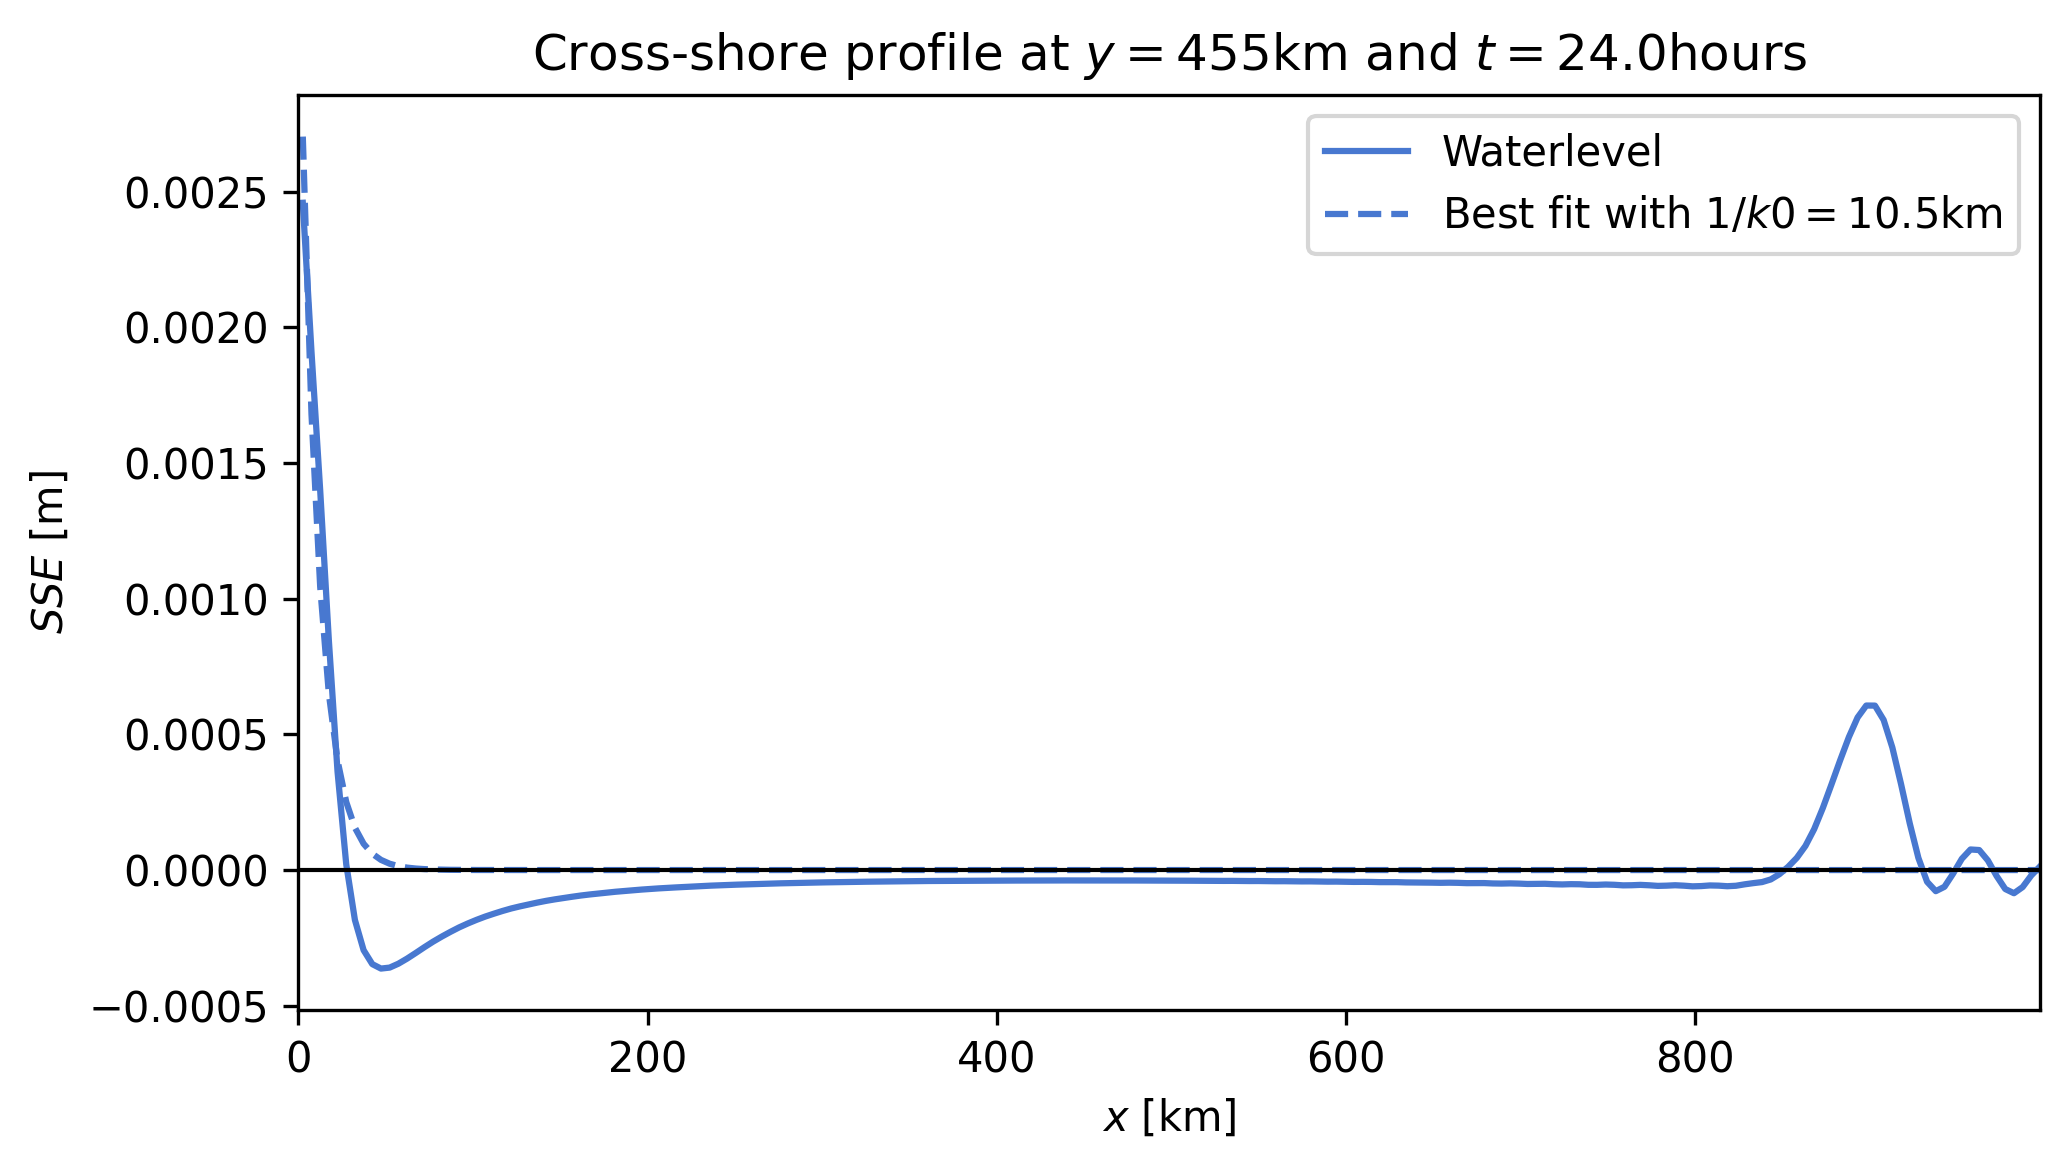 Cross-shore profile at y = 455km and t = 24.0hours
Waterlevel
Best fit with 1/k0 = 10.5km
SSE [m]
0.0025
0.0020
0.0015
0.0010
0.0005
0.0000
−0.0005
0 200 400 600 800
x [km]